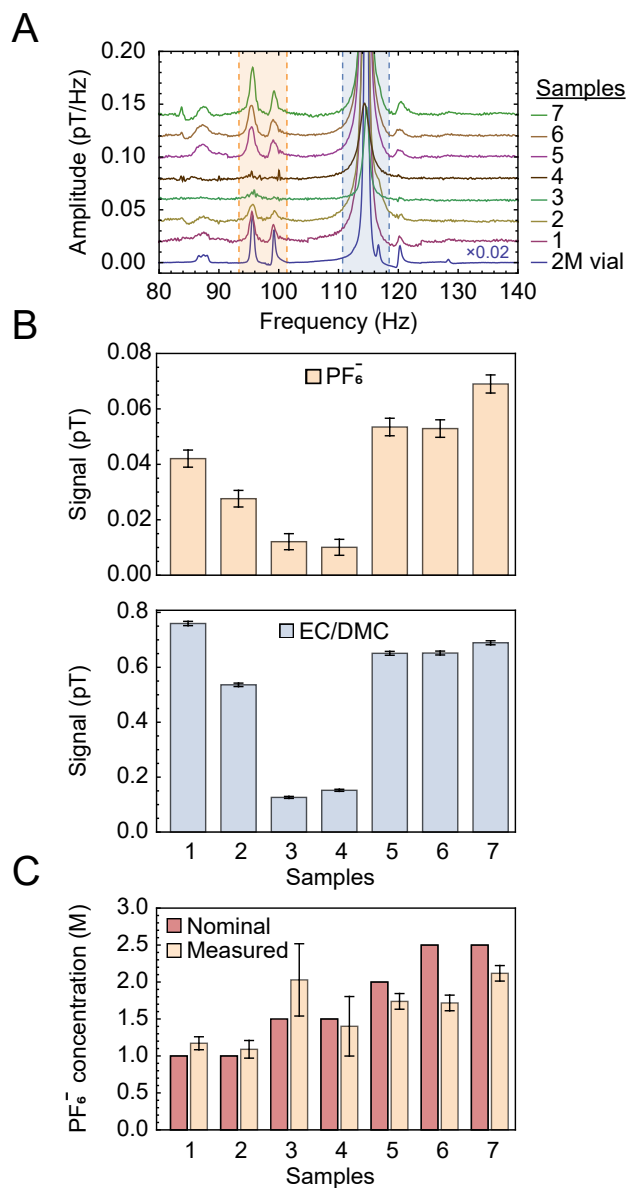 A
Amplitude (pT/Hz)
0.20
0.15
0.10
0.05
0.00
80 90 100 110 120 130 140
Frequency (Hz)
×0.02
Samples
7
6
5
4
3
2
1
2M vial
B
Signal (pT)
0.08
0.06
0.04
0.02
0.00
PF₆⁻
Signal (pT)
0.8
0.6
0.4
0.2
0.0
EC/DMC
1 2 3 4 5 6 7
Samples
C
PF₆⁻ concentration (M)
3.0
2.5
2.0
1.5
1.0
0.5
0.0
Nominal
Measured
1 2 3 4 5 6 7
Samples